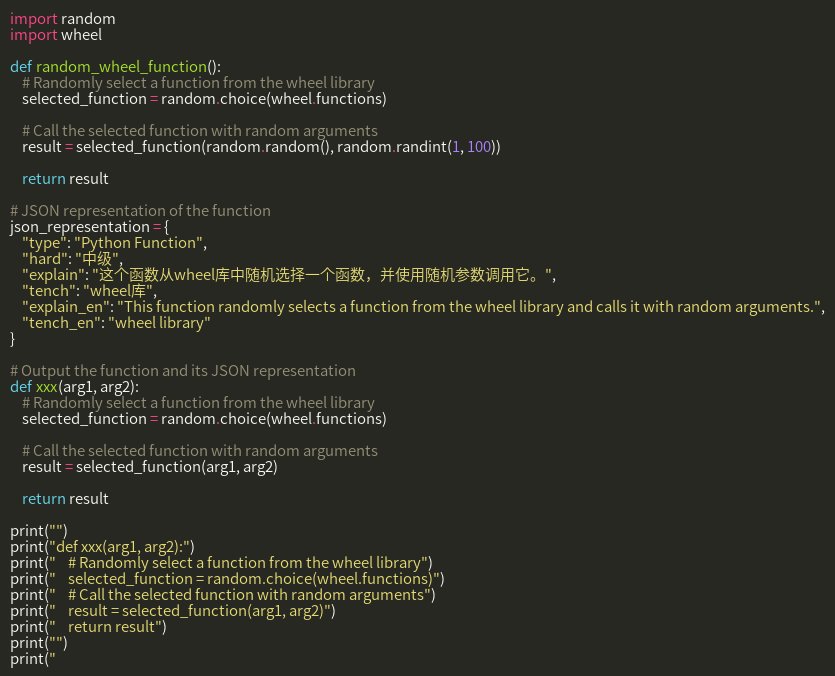 import random
import wheel

def random_wheel_function():
    # Randomly select a function from the wheel library
    selected_function = random.choice(wheel.functions)

    # Call the selected function with random arguments
    result = selected_function(random.random(), random.randint(1, 100))

    return result

# JSON representation of the function
json_representation = {
    "type": "Python Function",
    "hard": "中级",
    "explain": "这个函数从wheel库中随机选择一个函数，并使用随机参数调用它。",
    "tench": "wheel库",
    "explain_en": "This function randomly selects a function from the wheel library and calls it with random arguments.",
    "tench_en": "wheel library"
}

# Output the function and its JSON representation
def xxx(arg1, arg2):
    # Randomly select a function from the wheel library
    selected_function = random.choice(wheel.functions)

    # Call the selected function with random arguments
    result = selected_function(arg1, arg2)

    return result

print("")
print("def xxx(arg1, arg2):")
print("    # Randomly select a function from the wheel library")
print("    selected_function = random.choice(wheel.functions)")
print("    # Call the selected function with random arguments")
print("    result = selected_function(arg1, arg2)")
print("    return result")
print("")
print("